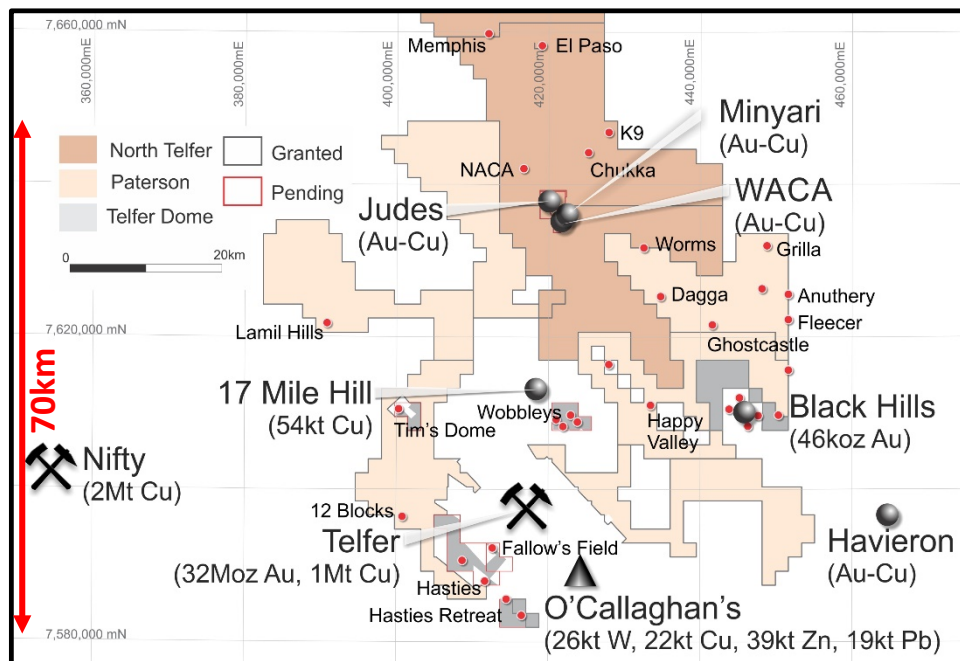 7,660,000 mN
360,000mE
380,000mE
400,000mE
420,000mE
440,000mE
460,000mE
Memphis
El Paso
Minyari
(Au-Cu)
K9
North Telfer
Granted
Paterson
Pending
Telfer Dome
NACA
Chukka
WACA
(Au-Cu)
Judes
(Au-Cu)
0
20km
Worms
Grilla
Dagga
Anuthery
Lamil Hills
7,620,000 mN
Fleecer
Ghostcastle
70km
17 Mile Hill
(54kt Cu)
Tim's Dome
Wobbleys
Happy
Valley
Black Hills
(46koz Au)
Nifty
(2Mt Cu)
12 Blocks
Telfer
(32Moz Au, 1Mt Cu)
Fallow's Field
Havieron
(Au-Cu)
Hasties
Hasties Retreat
O'Callaghan's
(26kt W, 22kt Cu, 39kt Zn, 19kt Pb)
7,580,000 mN